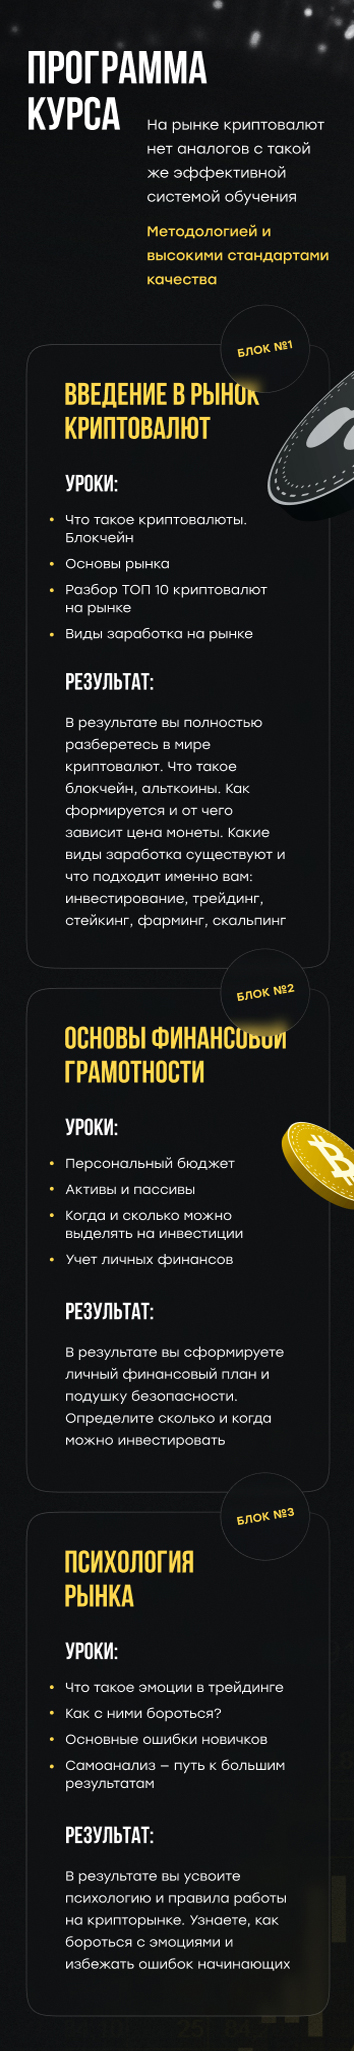 ПРОГРАММА
КУРСА
На рынке криптовалют
нет аналогов с такой
же эффективной
системой обучения
Методологией и
высокими стандартами
качества
БЛОК №1
ВВЕДЕНИЕ В РЫНОК
КРИПТОВАЛЮТ
УРОКИ:
• Что такое криптовалюты.
Блокчейн
• Основы рынка
• Разбор ТОП 10 криптовалют
на рынке
• Виды заработка на рынке
РЕЗУЛЬТАТ:
В результате вы полностью
разберетесь в мире
криптовалют. Что такое
блокчейн, альткоины. Как
формируется и от чего
зависит цена монеты. Какие
виды заработка существуют и
что подходит именно вам:
инвестирование, трейдинг,
стейкинг, фарминг, скальпинг
БЛОК №2
ОСНОВЫ ФИНАНСОВОЙ
ГРАМОТНОСТИ
УРОКИ:
• Персональный бюджет
• Активы и пассивы
• Когда и сколько можно
выделять на инвестиции
• Учет личных финансов
РЕЗУЛЬТАТ:
В результате вы сформируете
личный финансовый план и
подушку безопасности.
Определите сколько и когда
можно инвестировать
БЛОК №3
ПСИХОЛОГИЯ
РЫНКА
УРОКИ:
• Что такое эмоции в трейдинге
• Как с ними бороться?
• Основные ошибки новичков
• Самоанализ — путь к большим
результатам
РЕЗУЛЬТАТ:
В результате вы усвоите
психологию и правила работы
на крипторынке. Узнаете, как
бороться с эмоциями и
избежать ошибок начинающих